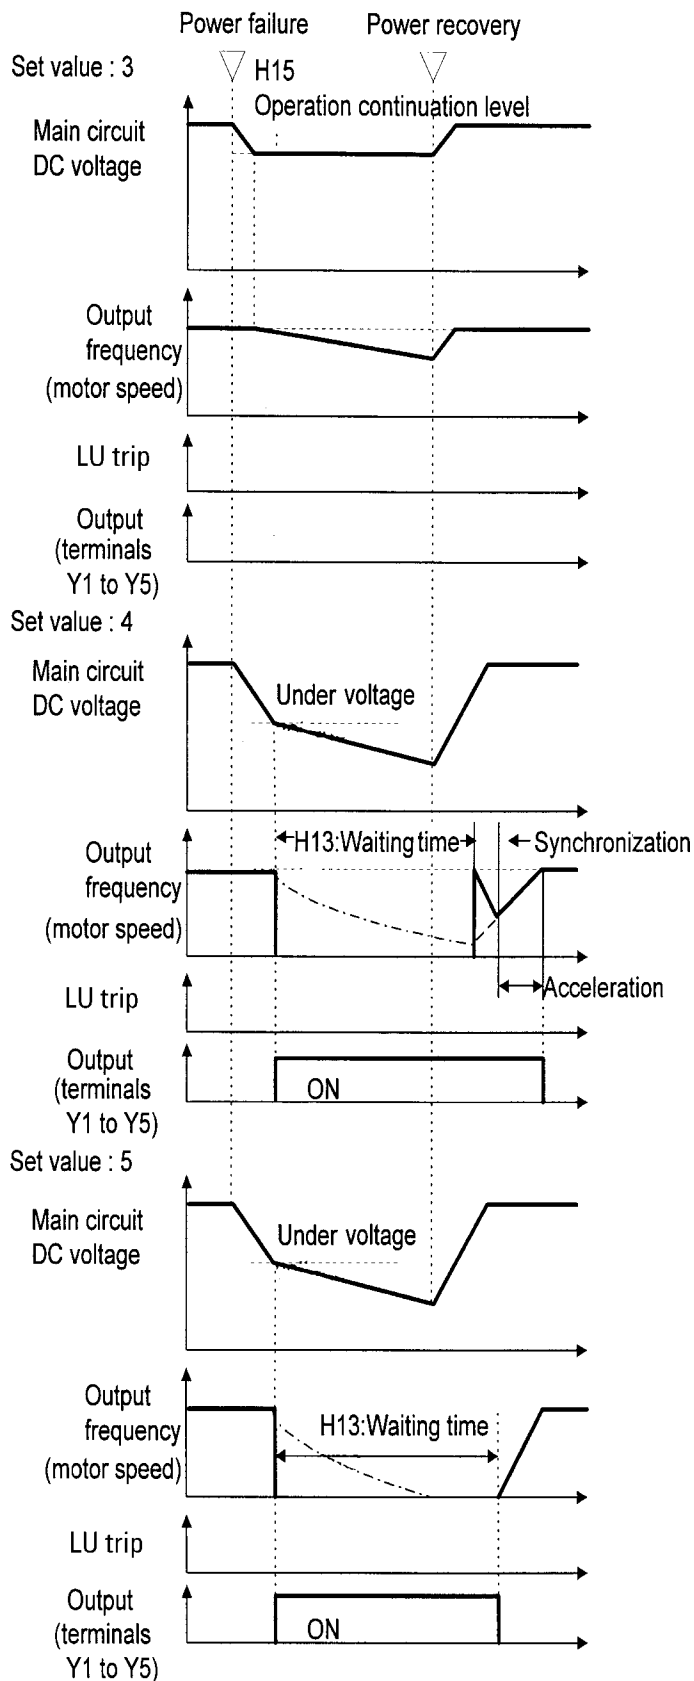 Power failure Power recovery
Set value : 3
H15
Operation continuation level
Main circuit
DC voltage
Output
frequency
(motor speed)
LU trip
Output
(terminals
Y1 to Y5)
Set value : 4
Main circuit
DC voltage
Under voltage
H13:Waiting time
Synchronization
Output
frequency
(motor speed)
Acceleration
LU trip
Output
(terminals
Y1 to Y5)
ON
Set value : 5
Main circuit
DC voltage
Under voltage
Output
frequency
(motor speed)
H13:Waiting time
LU trip
Output
(terminals
Y1 to Y5)
ON